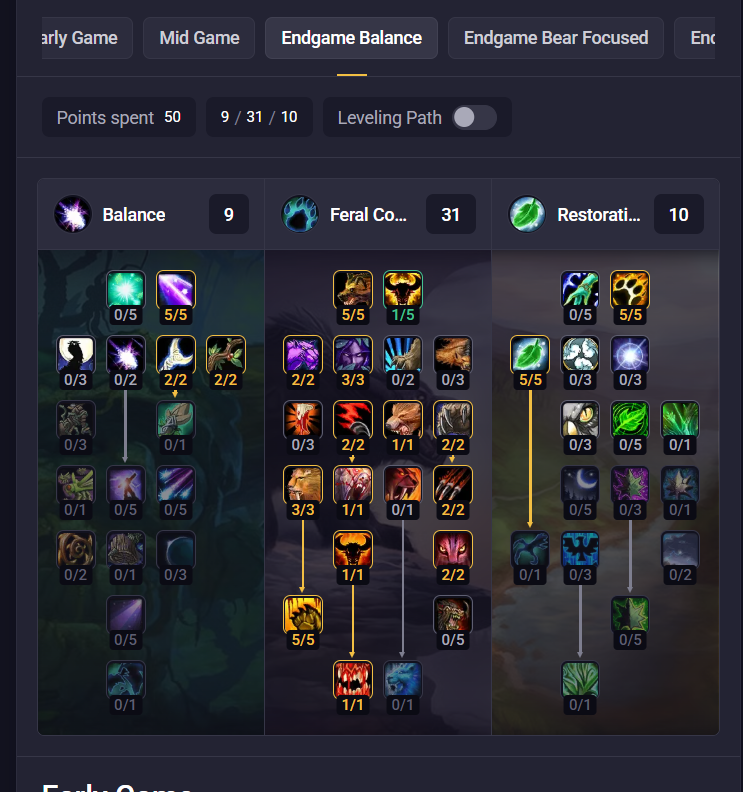 arly Game Mid Game Endgame Balance Endgame Bear Focused End
Points spent 50 9 / 31 / 10 Leveling Path
Balance 9 Feral Co... 31 Restorati... 10
0/5 5/5 5/5 1/5 0/5 5/5
0/3 0/2 2/2 2/2 2/2 3/3 0/2 0/3 5/5 0/3 0/3
0/3 0/1 0/3 2/2 1/1 2/2 0/3 0/5 0/1
0/1 0/5 0/5 3/3 1/1 0/1 2/2 0/5 0/3 0/1
0/2 0/1 0/3 1/1 2/2 0/1 0/3 0/2
0/5 5/5 0/5 0/5
0/1 1/1 0/1 0/1
Early Game